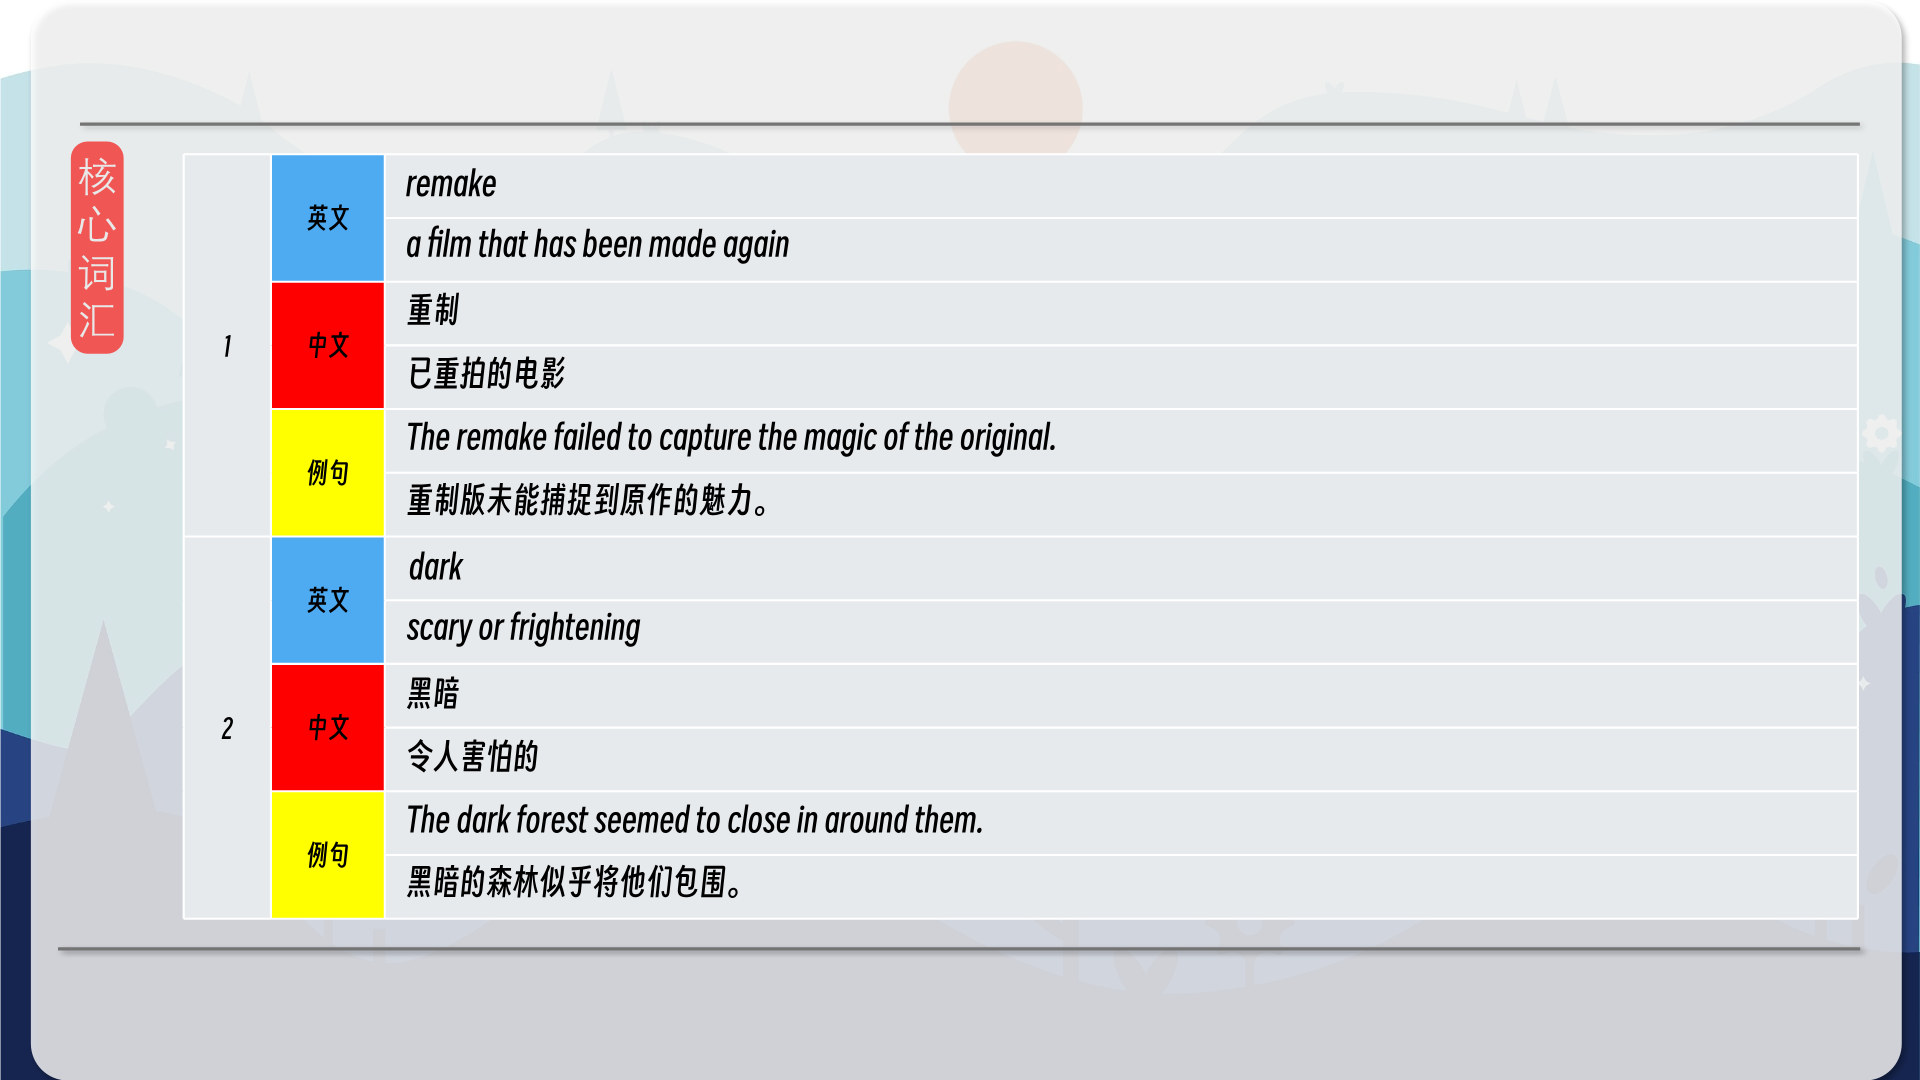 核心词汇
1
英文
remake
a film that has been made again
中文
重制
已重拍的电影
例句
The remake failed to capture the magic of the original.
重制版未能捕捉到原作的魅力。
2
英文
dark
scary or frightening
中文
黑暗
令人害怕的
例句
The dark forest seemed to close in around them.
黑暗的森林似乎将他们包围。